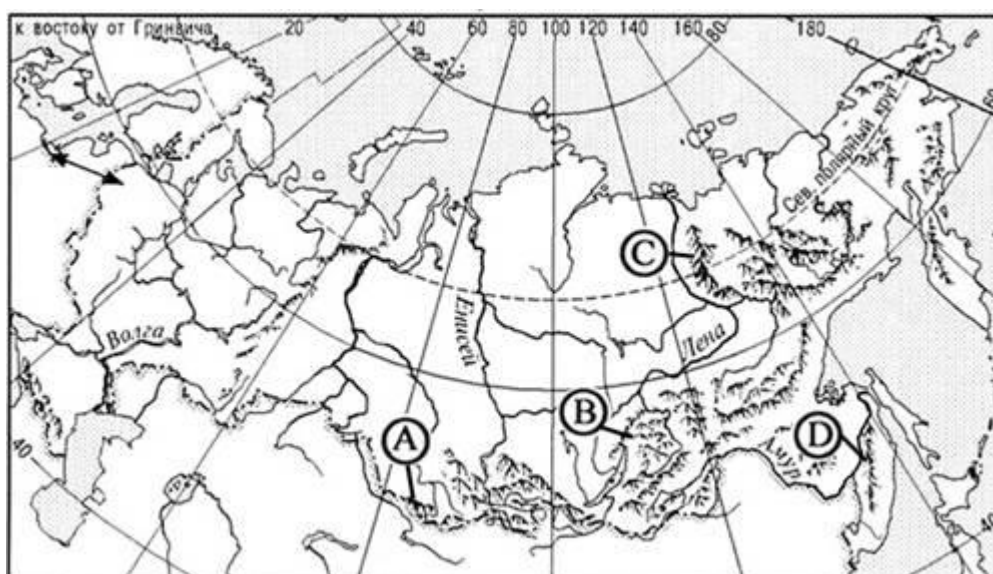 к востоку от Гринвича 20 40 60 80 100 120 140 160 80 180
60
Сев. полярный круг
C
Волга
Енисей
Лена
A
B
D
Амур
40
40